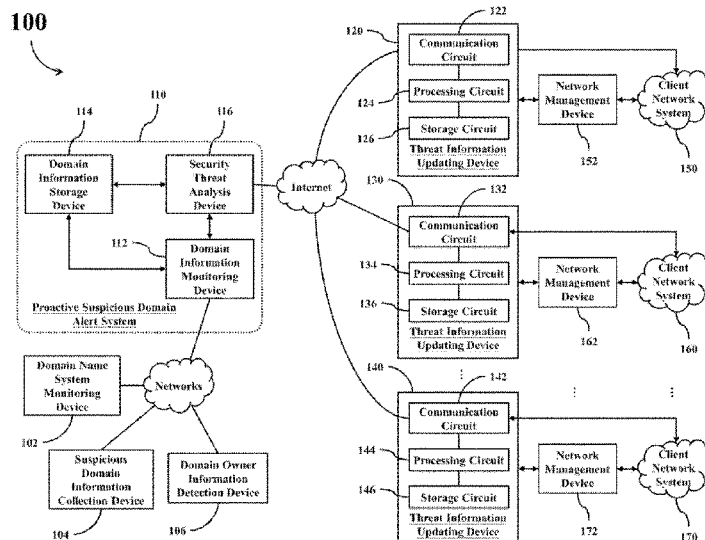 100
110
114
116
Domain
Information
Storage
Device
Security
Threat
Analysis
Device
112
Domain
Information
Monitoring
Device
Proactive Suspicious Domain
Alert System
Domain Name
System
Monitoring
Device
102
Networks
Suspicious
Domain
Information
Collection Device
104
Domain Owner
Information
Detection Device
106
Internet
120
122
Communication
Circuit
124
Processing Circuit
126
Storage Circuit
Threat Information
Updating Device
Network
Management
Device
152
Client
Network
System
150
130
132
Communication
Circuit
134
Processing Circuit
136
Storage Circuit
Threat Information
Updating Device
Network
Management
Device
162
Client
Network
System
160
140
142
Communication
Circuit
144
Processing Circuit
146
Storage Circuit
Threat Information
Updating Device
Network
Management
Device
172
Client
Network
System
170